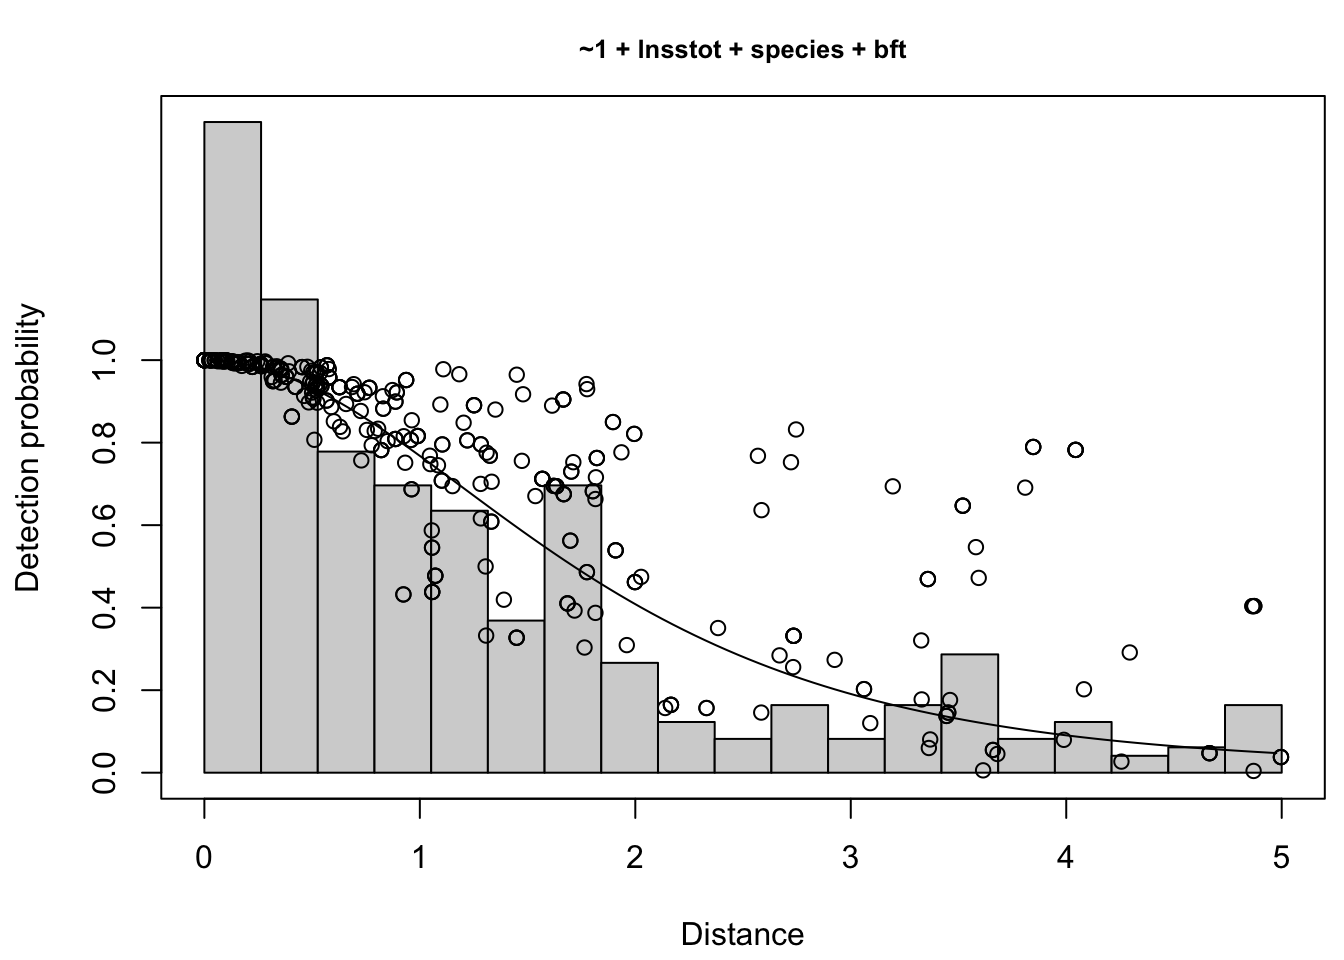 ~1 + lnsstot + species + bft
Detection probability
1.0
0.8
0.6
0.4
0.2
0.0
0 1 2 3 4 5
Distance